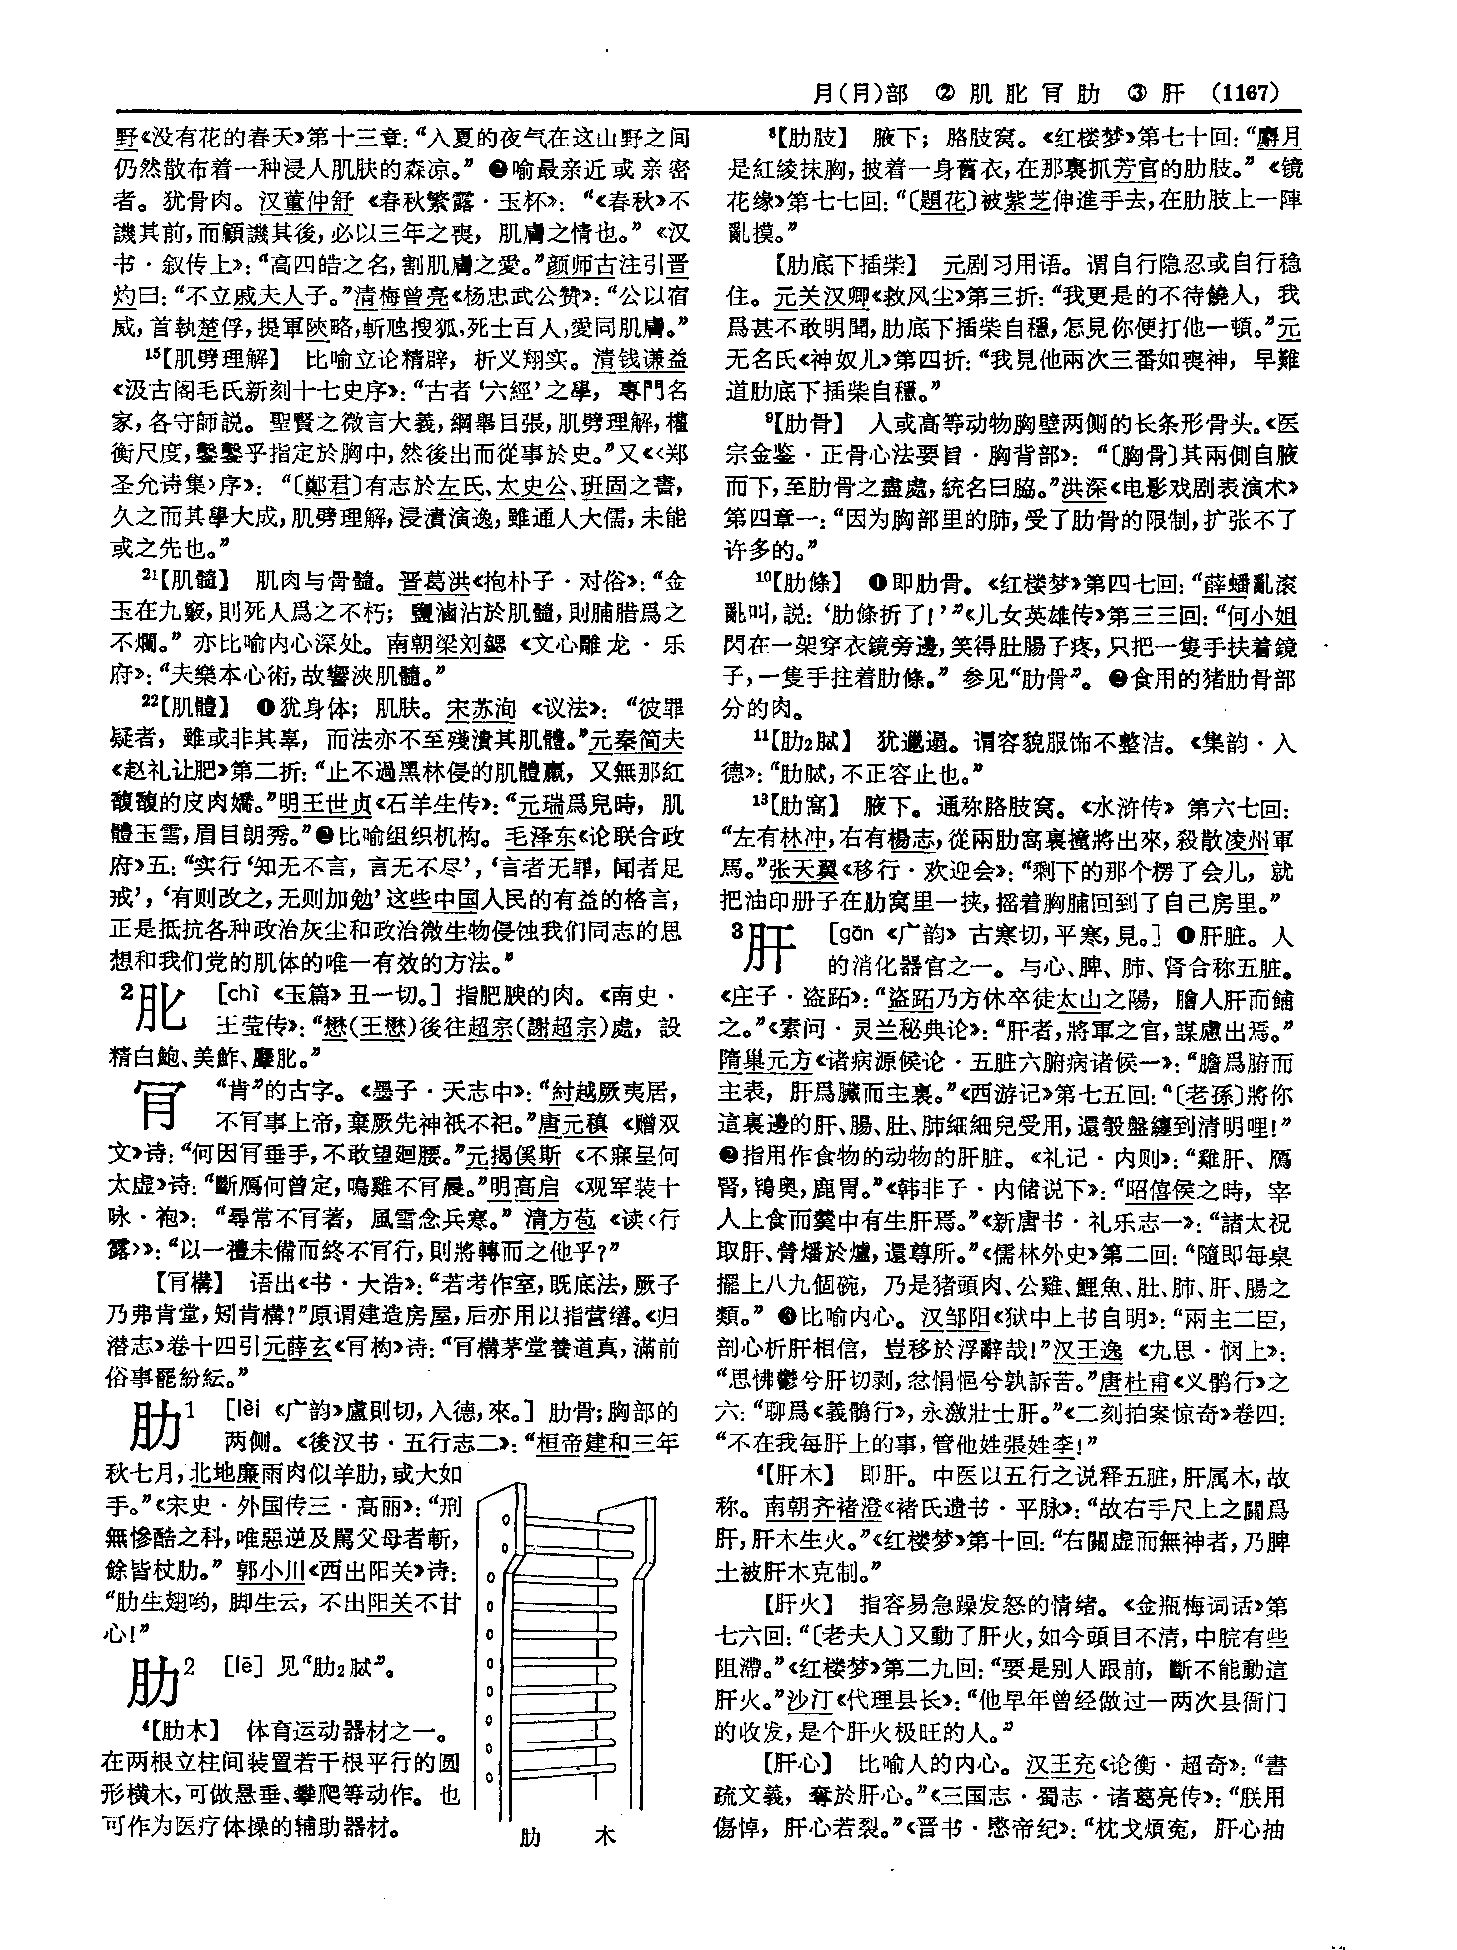 月(⺼)部 ② 肌 肶 肎 肋 ③ 肝 (1167)
野《没有花的春天》第十三章：“入夏的夜气在这山野之间
仍然散布着一种浸人肌肤的森凉。” ❷喻最亲近或亲密
者。犹骨肉。汉董仲舒《春秋繁露·玉杯》：“《春秋》不
譏其前，而顧譏其後，必以三年之喪，肌膚之情也。”《汉
书·叙传上》：“高四皓之名，割肌膚之愛。”颜师古注引晋
灼曰：“不立戚夫人子。”清梅曾亮《杨忠武公赞》：“公以宿
威，首執楚俘，提軍陝略，斩虺搜狐，死士百人，愛同肌膚。”
15【肌劈理解】 比喻立论精辟，析义翔实。清钱谦益
《汲古阁毛氏新刻十七史序》：“古者‘六經’之學，專門名
家，各守師説。聖賢之微言大義，綱舉目張，肌劈理解，權
衡尺度，鑿鑿乎指定於胸中，然後出而從事於史。”又《〈郑
圣允诗集〉序》：“〔鄭君〕有志於左氏、太史公、班固之書，
久之而其學大成，肌劈理解，浸漬演逸，雖通人大儒，未能
或之先也。”
21【肌髓】 肌肉与骨髓。晋葛洪《抱朴子·对俗》：“金
玉在九竅，則死人爲之不朽；鹽滷沾於肌髓，則脯腊爲之
不爛。” 亦比喻内心深处。南朝梁刘勰《文心雕龙·乐
府》：“夫樂本心術，故響浹肌髓。”
22【肌體】 ❶犹身体；肌肤。宋苏洵《议法》：“彼罪
疑者，雖或非其辜，而法亦不至殘潰其肌體。”元秦简夫
《赵礼让肥》第二折：“止不過黑林侵的肌體羸，又無那紅
馥馥的皮肉嬌。”明王世贞《石羊生传》：“元瑞爲兒時，肌
體玉雪，眉目朗秀。”❷比喻组织机构。毛泽东《论联合政
府》五：“实行‘知无不言，言无不尽’，‘言者无罪，闻者足
戒’，‘有则改之，无则加勉’这些中国人民的有益的格言，
正是抵抗各种政治灰尘和政治微生物侵蚀我们同志的思
想和我们党的肌体的唯一有效的方法。”
2肶 [chì 《玉篇》丑一切。] 指肥腴的肉。《南史·
王莹传》：“懋(王懋)後往超宗(謝超宗)處，設
精白鮑、美鮓、麞肶。”
肎 “肯”的古字。《墨子·天志中》：“紂越厥夷居，
不肎事上帝，棄厥先神衹不祀。”唐元稹《赠双
文》诗：“何因肎垂手，不敢望廻腰。”元揭傒斯《不寐呈何
太虚》诗：“斷鴈何曾定，鳴雞不肎晨。”明高启《观军装十
咏·袍》：“尋常不肎著，風雪念兵寒。” 清方苞《读〈行
露〉》：“以一禮未備而終不肎行，則將轉而之他乎？”
【肎構】 语出《书·大诰》：“若考作室，既底法，厥子
乃弗肯堂，矧肯構？”原谓建造房屋，后亦用以指营缮。《归
潜志》卷十四引元薛玄《肎构》诗：“肎構茅堂養道真，滿前
俗事罷紛紜。”
肋1 [lèi 《广韵》盧則切，入德，來。] 肋骨；胸部的
两侧。《後汉书·五行志二》：“桓帝建和三年
秋七月，北地廉雨肉似羊肋，或大如
手。”《宋史·外国传三·高丽》：“刑
無慘酷之科，唯惡逆及罵父母者斬，
餘皆杖肋。” 郭小川《西出阳关》诗：
“肋生翅哟，脚生云，不出阳关不甘
心！”
肋2 [lē] 见“肋2 脦”。
4【肋木】 体育运动器材之一。
在两根立柱间装置若干根平行的圆
形横木，可做悬垂、攀爬等动作。也
可作为医疗体操的辅助器材。
肋 木
8【肋肢】 腋下；胳肢窝。《红楼梦》第七十回：“麝月
是紅綾抹胸，披着一身舊衣，在那裏抓芳官的肋肢。”《镜
花缘》第七七回：“〔題花〕被紫芝伸進手去，在肋肢上一陣
亂摸。”
【肋底下插柴】 元剧习用语。谓自行隐忍或自行稳
住。元关汉卿《救风尘》第三折：“我更是的不待饒人，我
爲甚不敢明聞，肋底下插柴自穩，怎見你便打他一頓。”元
无名氏《神奴儿》第四折：“我見他兩次三番如喪神，早難
道肋底下插柴自穩。”
9【肋骨】 人或高等动物胸壁两侧的长条形骨头。《医
宗金鉴·正骨心法要旨·胸背部》：“〔胸骨〕其兩側自腋
而下，至肋骨之盡處，統名曰脇。”洪深《电影戏剧表演术》
第四章一：“因为胸部里的肺，受了肋骨的限制，扩张不了
许多的。”
10【肋條】 ❶即肋骨。《红楼梦》第四七回：“薛蟠亂滚
亂叫，説：‘肋條折了！’”《儿女英雄传》第三三回：“何小姐
閃在一架穿衣鏡旁邊，笑得肚腸子疼，只把一隻手扶着鏡
子，一隻手拄着肋條。” 参见“肋骨”。 ❷食用的猪肋骨部
分的肉。
11【肋2脦】 犹邋遢。谓容貌服饰不整洁。《集韵·入
德》：“肋脦，不正容止也。”
13【肋窩】 腋下。通称胳肢窝。《水浒传》第六七回：
“左有林冲，右有楊志，從兩肋窩裏撞將出來，殺散凌州軍
馬。”张天翼《移行·欢迎会》：“剩下的那个楞了会儿，就
把油印册子在肋窝里一挟，摇着胸脯回到了自己房里。”
3肝 [gān 《广韵》古寒切，平寒，見。] ❶肝脏。人
的消化器官之一。与心、脾、肺、肾合称五脏。
《庄子·盗跖》：“盜跖乃方休卒徒太山之陽，膾人肝而餔
之。”《素问·灵兰秘典论》：“肝者，將軍之官，謀慮出焉。”
隋巢元方《诸病源候论·五脏六腑病诸侯一》：“膽爲腑而
主表，肝爲臟而主裏。”《西游记》第七五回：“〔老孫〕將你
這裏邊的肝、腸、肚、肺細細兒受用，還彀盤纏到清明哩！”
❷指用作食物的动物的肝脏。《礼记·内则》：“雞肝、鴈
腎，鴇奥，鹿胃。”《韩非子·内储说下》：“昭僖侯之時，宰
人上食而羹中有生肝焉。”《新唐书·礼乐志一》：“諸太祝
取肝、膋燔於爐，還尊所。”《儒林外史》第二回：“隨即每桌
擺上八九個碗，乃是猪頭肉、公雞、鯉魚、肚、肺、肝、腸之
類。” ❸比喻内心。汉邹阳《狱中上书自明》：“兩主二臣，
剖心析肝相信，豈移於浮辭哉！”汉王逸《九思·悯上》：
“思怫鬱兮肝切剥，忿悁悒兮孰訴苦。”唐杜甫《义鹘行》之
六：“聊爲《義鶻行》，永激壯士肝。”《二刻拍案惊奇》卷四：
“不在我每肝上的事，管他姓張姓李！”
4【肝木】 即肝。中医以五行之说释五脏，肝属木，故
称。南朝齐褚澄《褚氏遗书·平脉》：“故右手尺上之關爲
肝，肝木生火。”《红楼梦》第十回：“右關虚而無神者，乃脾
土被肝木克制。”
【肝火】 指容易急躁发怒的情绪。《金瓶梅词话》第
七六回：“〔老夫人〕又動了肝火，如今頭目不清，中脘有些
阻滯。”《红楼梦》第二九回：“要是别人跟前，斷不能動這
肝火。”沙汀《代理县长》：“他早年曾经做过一两次县衙门
的收发，是个肝火极旺的人。”
【肝心】 比喻人的内心。汉王充《论衡·超奇》：“書
疏文義，奪於肝心。”《三国志·蜀志·诸葛亮传》：“朕用
傷悼，肝心若裂。”《晋书·愍帝纪》：“枕戈煩冤，肝心抽